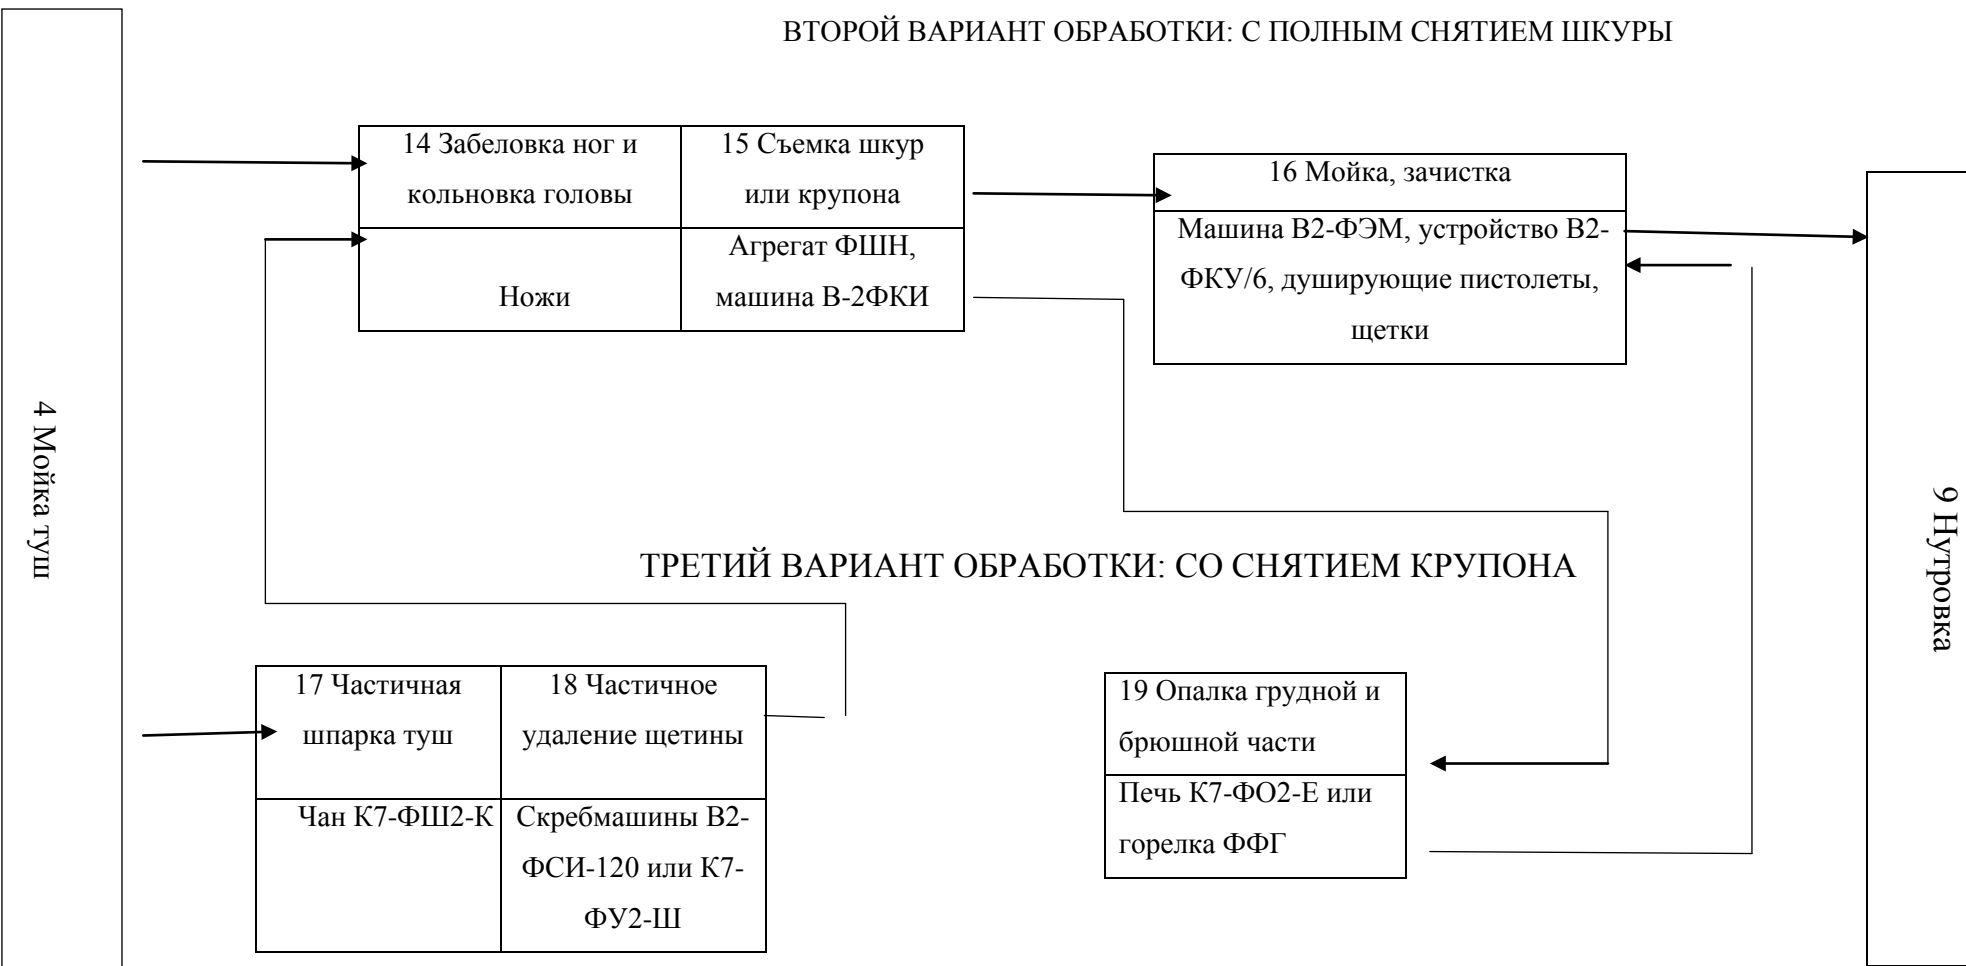 ВТОРОЙ ВАРИАНТ ОБРАБОТКИ: С ПОЛНЫМ СНЯТИЕМ ШКУРЫ
4 Мойка туш
14 Забеловка ног и
кольновка головы
Ножи
15 Съемка шкур
или крупона
Агрегат ФШН,
машина В-2ФКИ
16 Мойка, зачистка
Машина В2-ФЭМ, устройство В2-
ФКУ/6, душирующие пистолеты,
щетки
9 Нутровка
ТРЕТИЙ ВАРИАНТ ОБРАБОТКИ: СО СНЯТИЕМ КРУПОНА
17 Частичная
шпарка туш
Чан К7-ФШ2-К
18 Частичное
удаление щетины
Скребмашины В2-
ФСИ-120 или К7-
ФУ2-Ш
19 Опалка грудной и
брюшной части
Печь К7-ФО2-Е или
горелка ФФГ